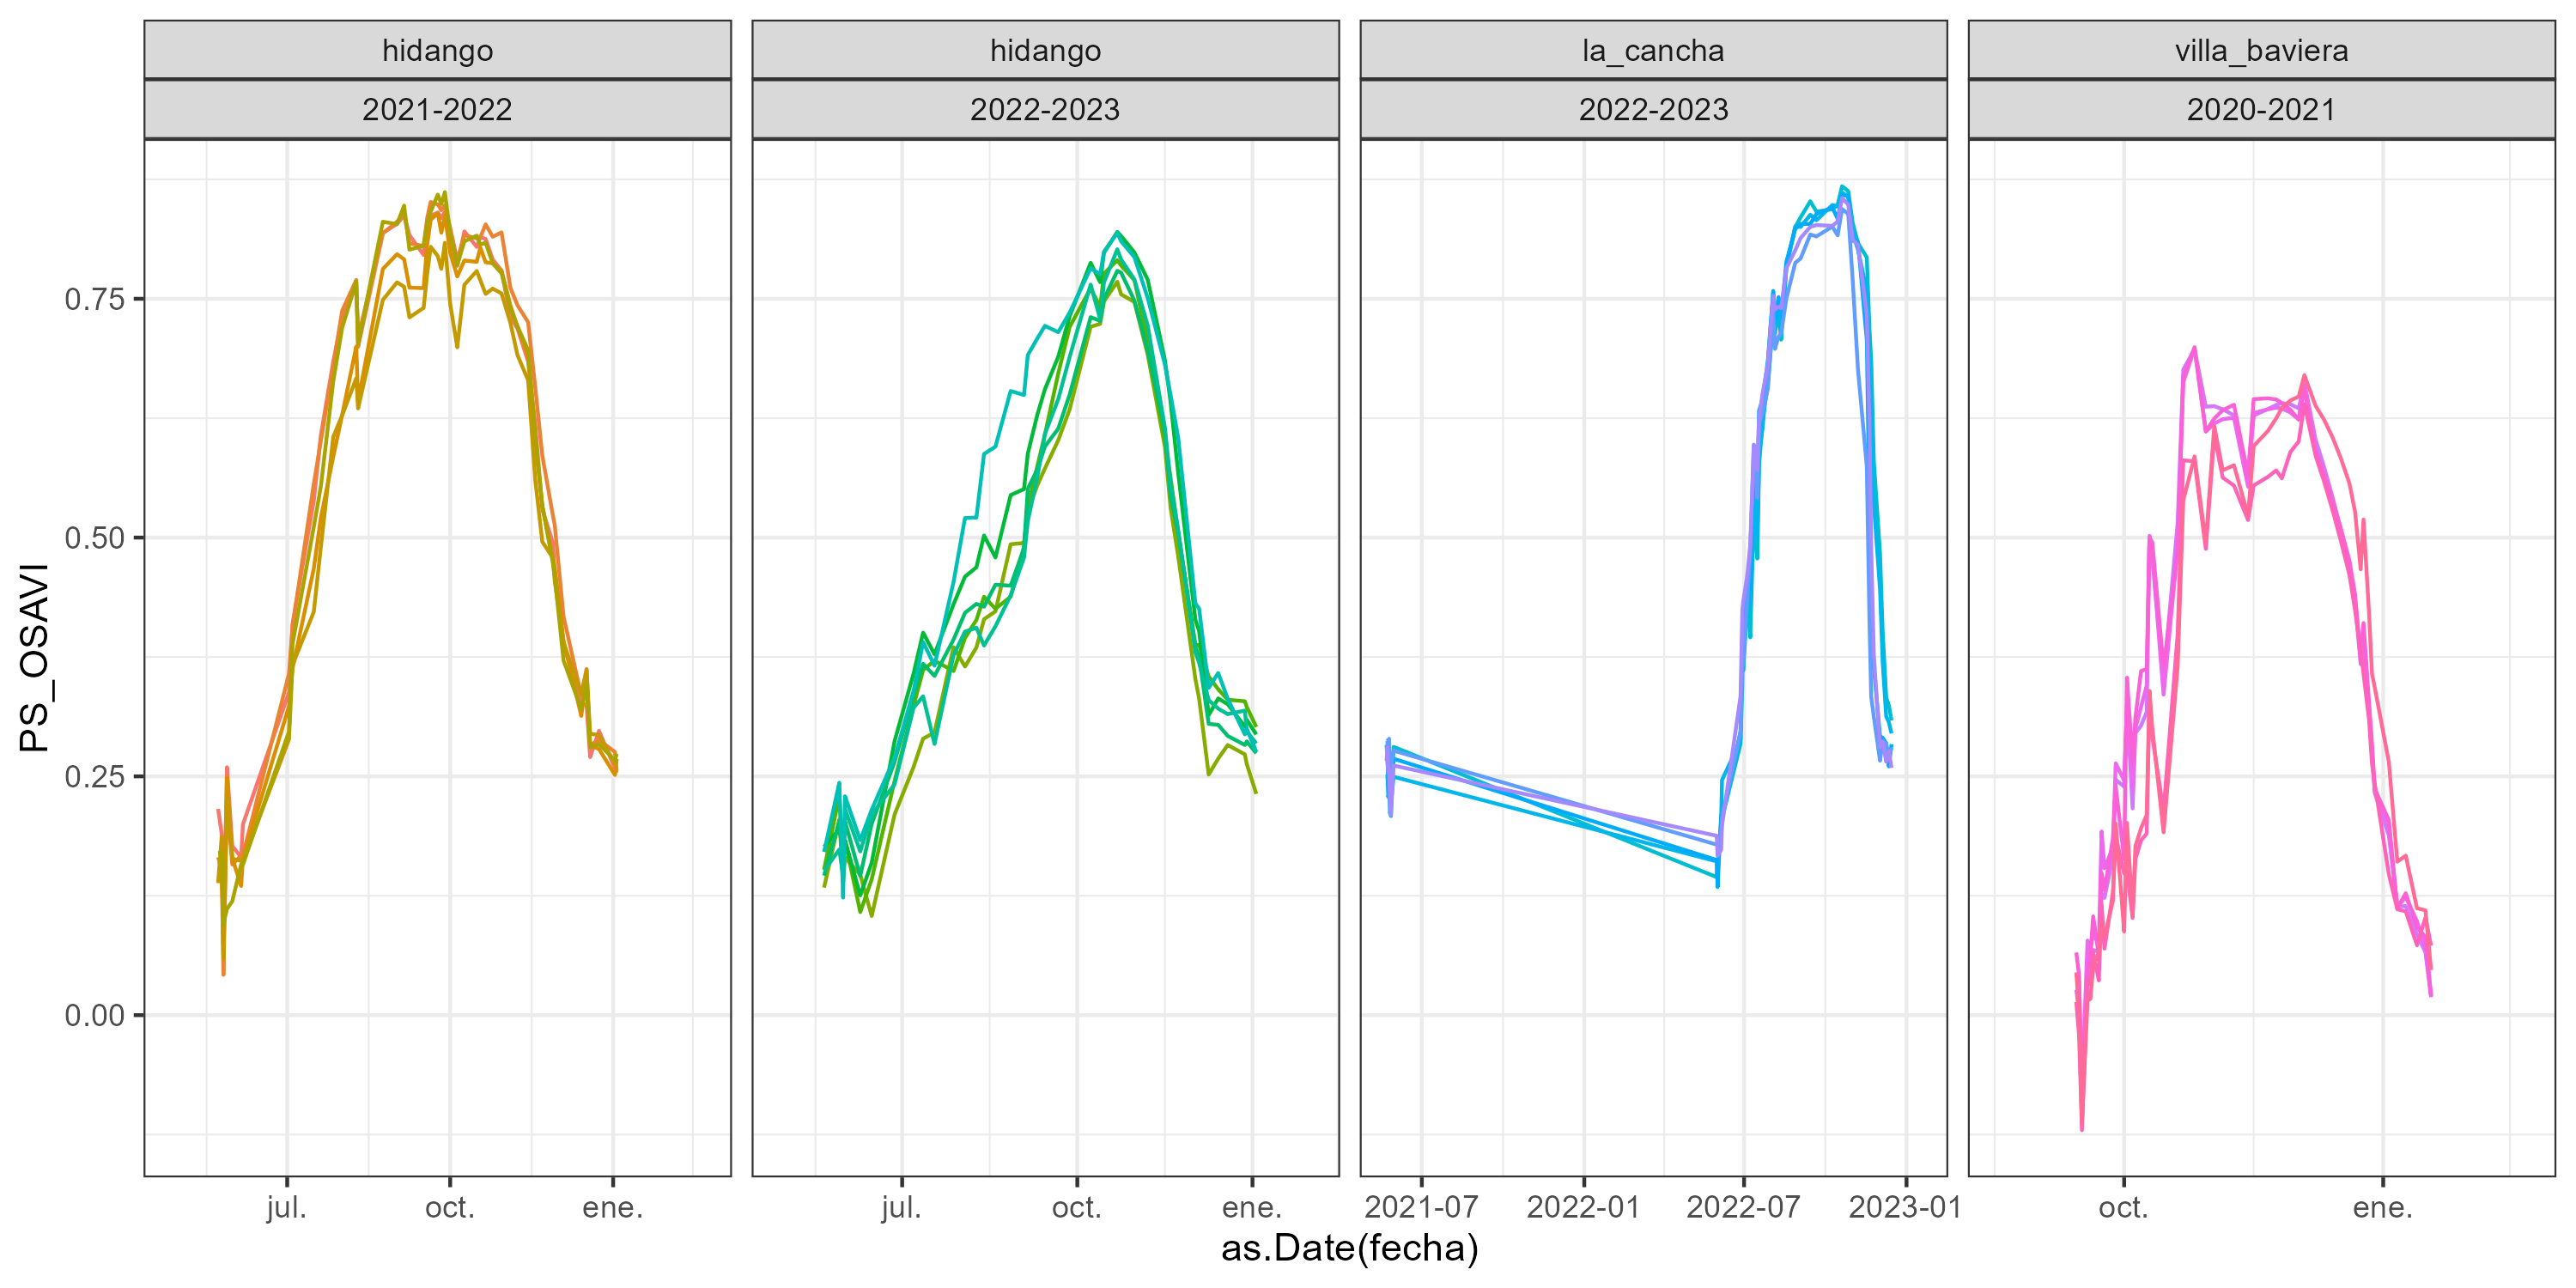 hidango
hidango
la_cancha
villa_baviera
2021-2022
2022-2023
2022-2023
2020-2021
PS_OSAVI
0.75
0.50
0.25
0.00
jul.
oct.
ene.
jul.
oct.
ene.
2021-07
2022-01
2022-07
2023-01
oct.
ene.
as.Date(fecha)